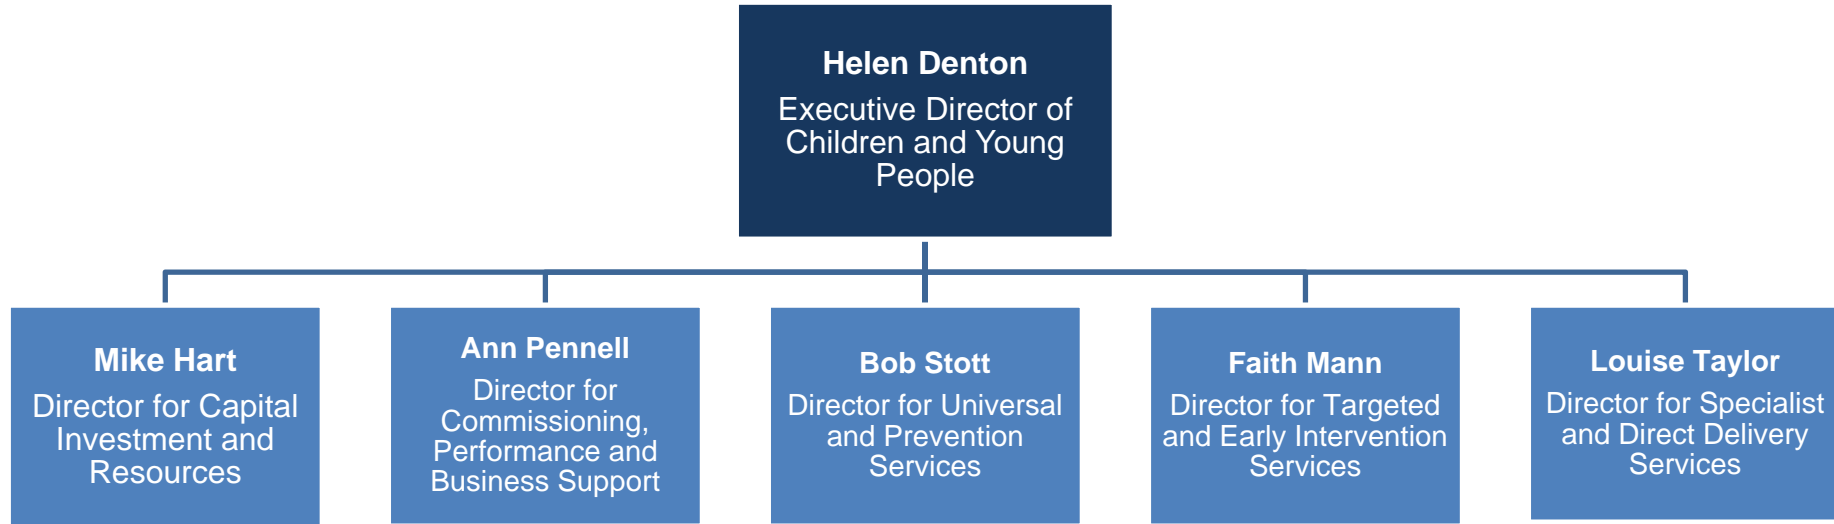 Helen Denton
Executive Director of
Children and Young
People
Mike Hart
Director for Capital
Investment and
Resources
Ann Pennell
Director for
Commissioning,
Performance and
Business Support
Bob Stott
Director for Universal
and Prevention
Services
Faith Mann
Director for Targeted
and Early Intervention
Services
Louise Taylor
Director for Specialist
and Direct Delivery
Services